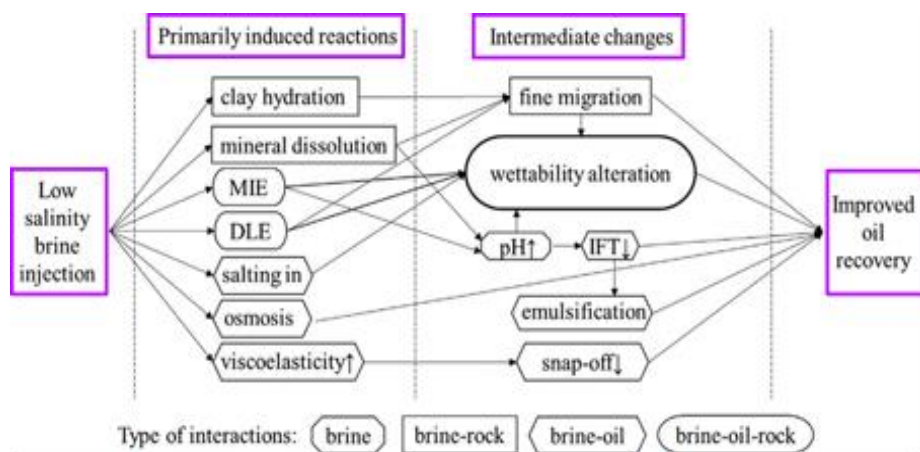 Primarily induced reactions
Intermediate changes
clay hydration
fine migration
mineral dissolution
wettability alteration
MIE
Low
salinity
brine
injection
DLE
Improved
oil
recovery
pH↑
IFT↓
salting in
osmosis
emulsification
viscoelasticity↑
snap-off↓
Type of interactions: brine brine-rock brine-oil brine-oil-rock